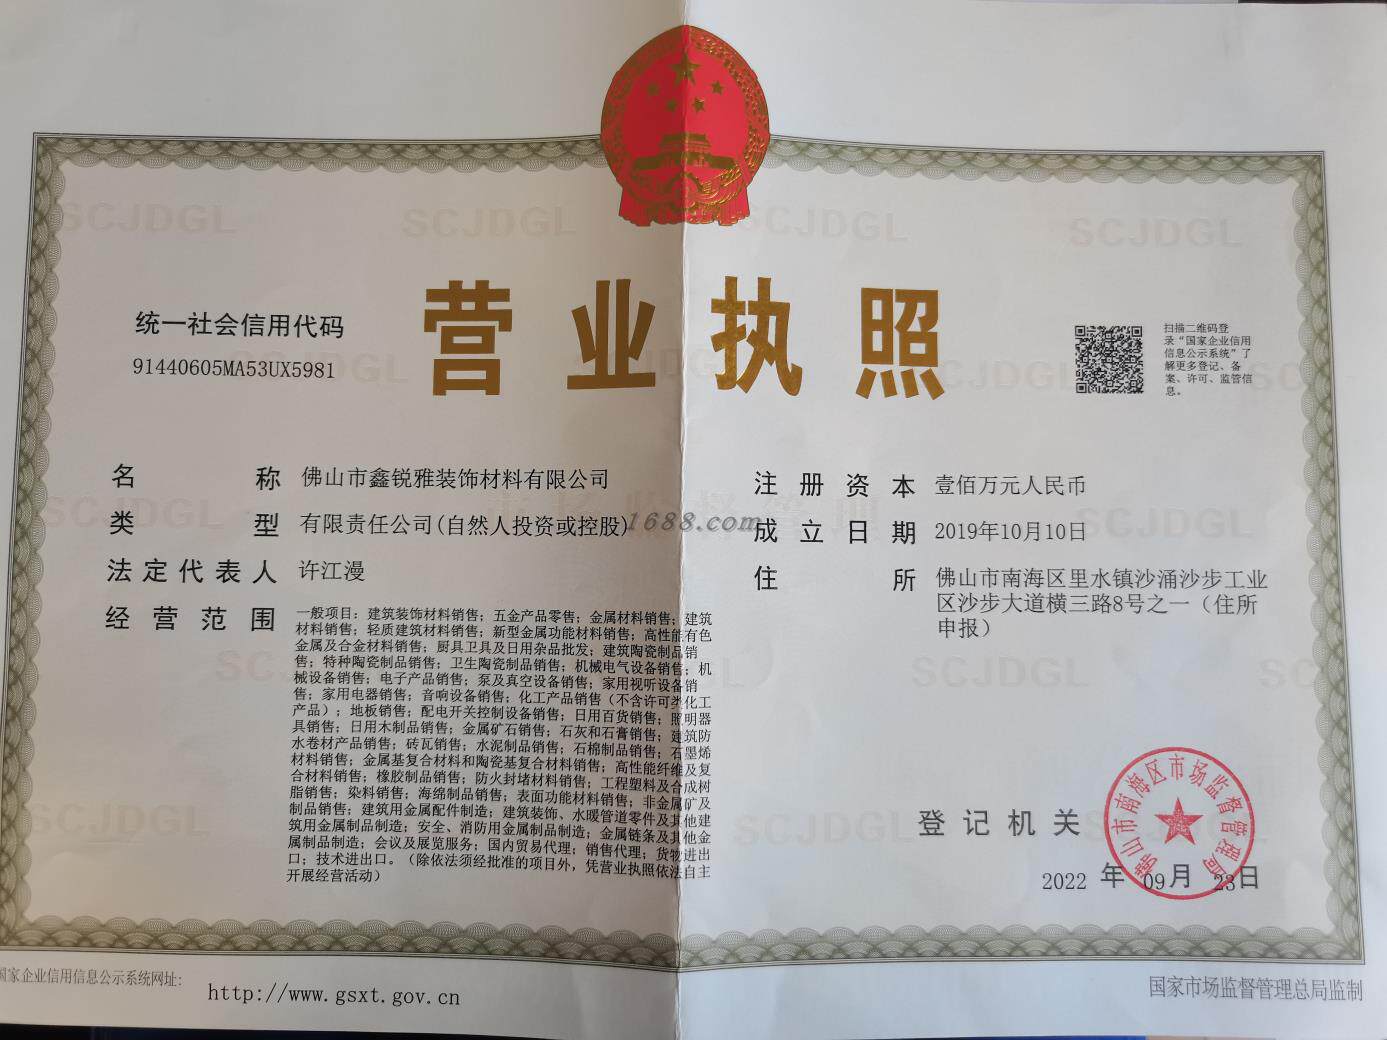 营业执照
统一社会信用代码
91440605MA53UX5981
扫描二维码登
录“国家企业信用
信息公示系统”了
解更多登记、备
案、许可、监管信
息。
名称 佛山市鑫锐雅装饰材料有限公司
类型 有限责任公司(自然人投资或控股)
法定代表人 许江漫
经营范围 一般项目：建筑装饰材料销售；五金产品零售；金属材料销售；建筑
材料销售；轻质建筑材料销售；新型金属功能材料销售；高性能有色
金属及合金材料销售；厨具卫具及日用杂品批发；建筑陶瓷制品销
售；特种陶瓷制品销售；卫生陶瓷制品销售；机械电气设备销售；机
械设备销售；电子产品销售；泵及真空设备销售；家用视听设备销
售；家用电器销售；音响设备销售；化工产品销售（不含许可类化工
产品）；地板销售；配电开关控制设备销售；日用百货销售；照明器
具销售；日用木制品销售；金属矿石销售；石灰和石膏销售；建筑防
水卷材产品销售；砖瓦销售；水泥制品销售；石棉制品销售；石墨烯
材料销售；金属基复合材料和陶瓷基复合材料销售；高性能纤维及复
合材料销售；橡胶制品销售；防火封堵材料销售；工程塑料及合成树
脂销售；染料销售；海绵制品销售；表面功能材料销售；非金属矿及
制品销售；建筑用金属配件制造；建筑装饰、水暖管道零件及其他建
筑用金属制品制造；安全、消防用金属制品制造；金属链条及其他金
属制品制造；会议及展览服务；国内贸易代理；销售代理；货物进出
口；技术进出口。（除依法须经批准的项目外，凭营业执照依法自主
开展经营活动）
注册资本 壹佰万元人民币
成立日期 2019年10月10日
住所 佛山市南海区里水镇沙涌沙步工业
区沙步大道横三路8号之一（住所
申报）
1688.com
登记机关
佛山市南海区市场监督管理局
2022年09月23日
国家企业信用信息公示系统网址：
http://www.gsxt.gov.cn
国家市场监督管理总局监制
SCJDGL
SCJDGL
SCJDGL
SCJDGL